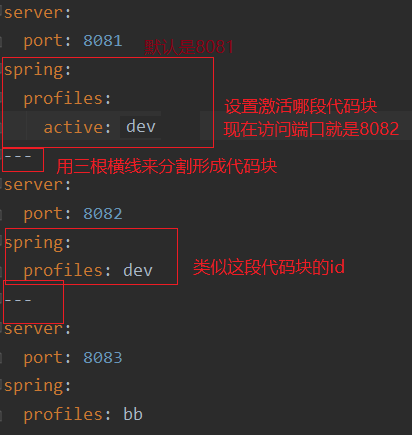 server:
port: 8081 默认是8081
spring:
profiles:
设置激活哪段代码块
active: dev
现在访问端口就是8082
---
用三根横线来分割形成代码块
server:
port: 8082
spring:
profiles: dev
类似这段代码块的id
---
server:
port: 8083
spring:
profiles: bb